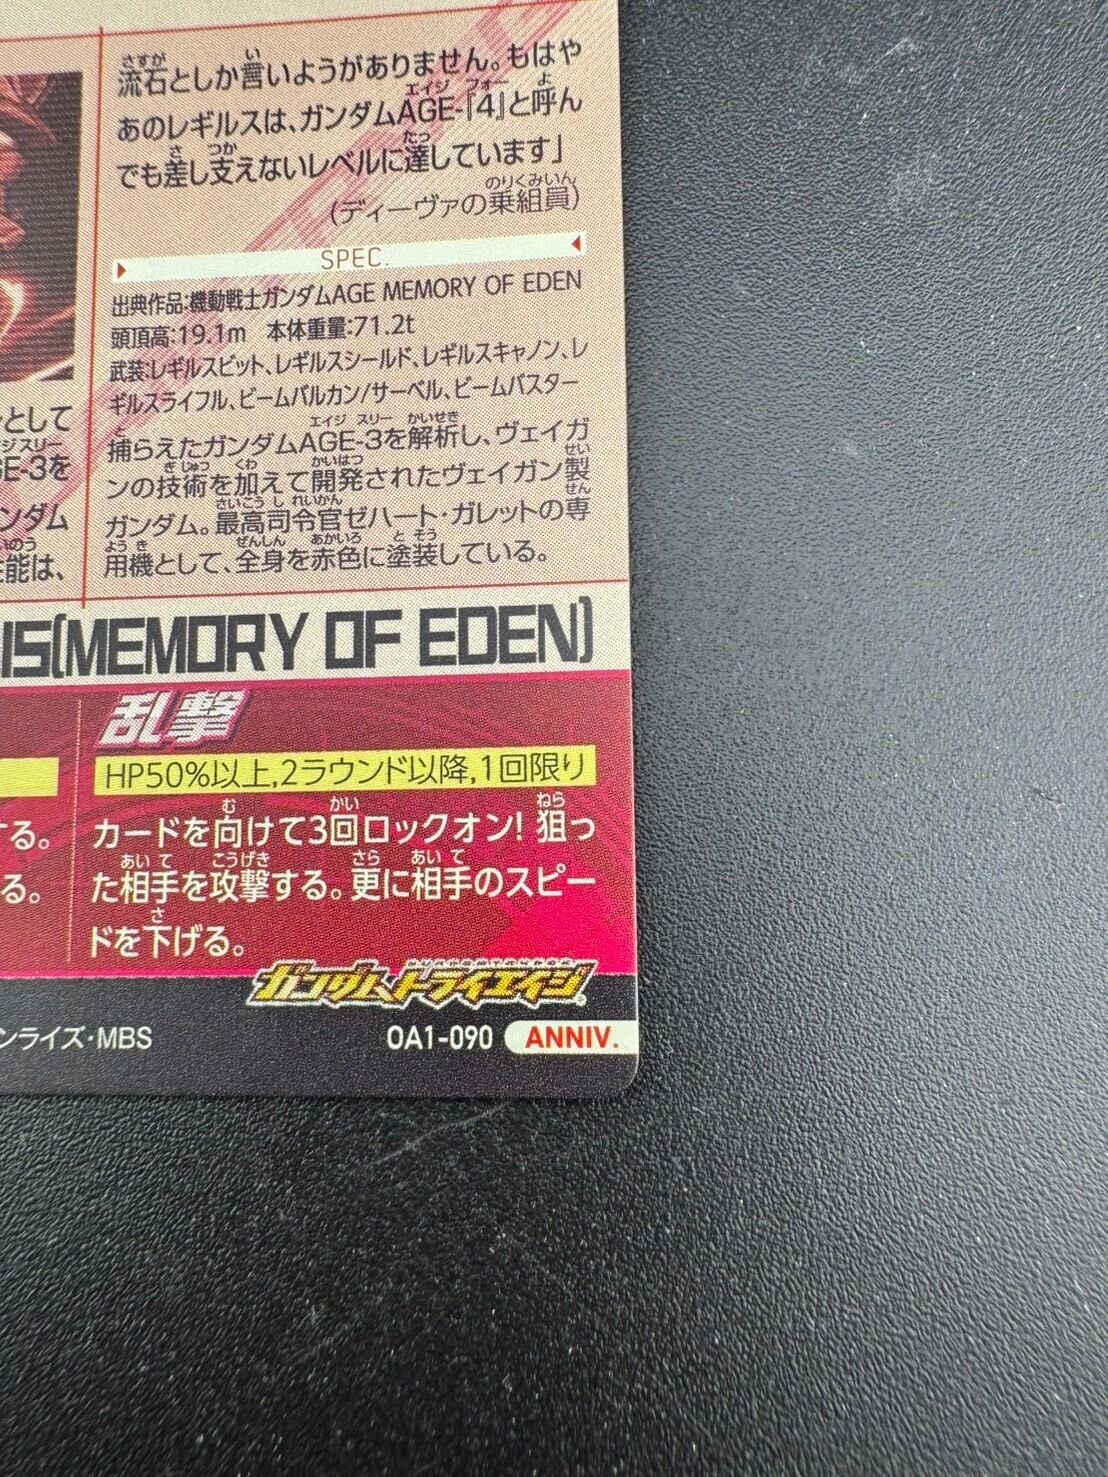 流石としか言いようがありません。もはや
あのレギルスは、ガンダムAGE-『4』と呼ん
でも差し支えないレベルに達しています」
(ディーヴァの乗組員)
SPEC.
出典作品:機動戦士ガンダムAGE MEMORY OF EDEN
頭頂高:19.1m 本体重量:71.2t
武装:レギルスビット、レギルスシールド、レギルスキャノン、レ
ギルスライフル、ビームバルカン/サーベル、ビームバスター
捕らえたガンダムAGE-3を解析し、ヴェイガ
ンの技術を加えて開発されたヴェイガン製
ガンダム。最高司令官ゼハート・ガレットの専
用機として、全身を赤色に塗装している。
として
GE-3を
ンダム
能は、
IS(MEMORY OF EDEN)
乱撃
HP50%以上,2ラウンド以降,1回限り
カードを向けて3回ロックオン! 狙っ
た相手を攻撃する。更に相手のスピー
ドを下げる。
する。
る。
ガンダムトライエイジ
ンライズ・MBS
OA1-090 ANNIV.